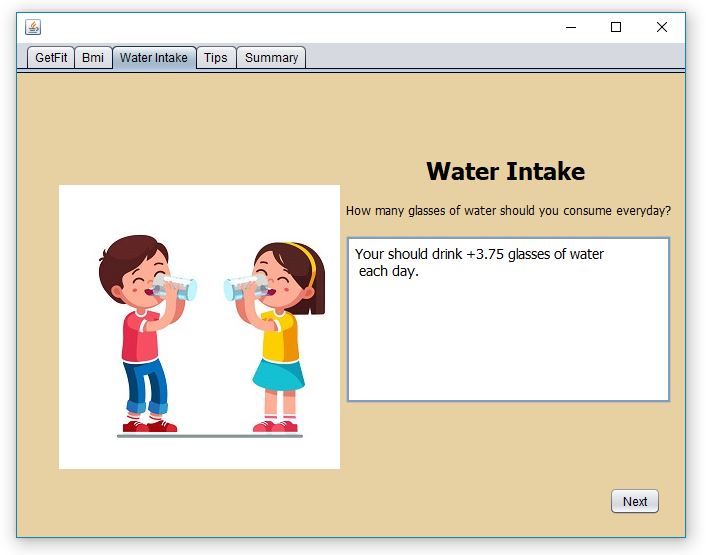 GetFit Bmi Water Intake Tips Summary
Water Intake
How many glasses of water should you consume everyday?
Your should drink +3.75 glasses of water
each day.
Next